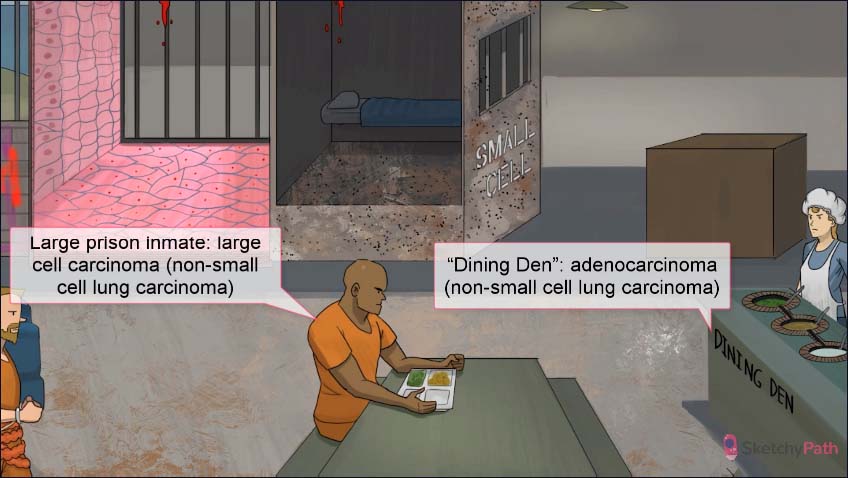 SMALL
CELL
Large prison inmate: large
cell carcinoma (non-small
cell lung carcinoma)
“Dining Den”: adenocarcinoma
(non-small cell lung carcinoma)
DINING DEN
SketchyPath